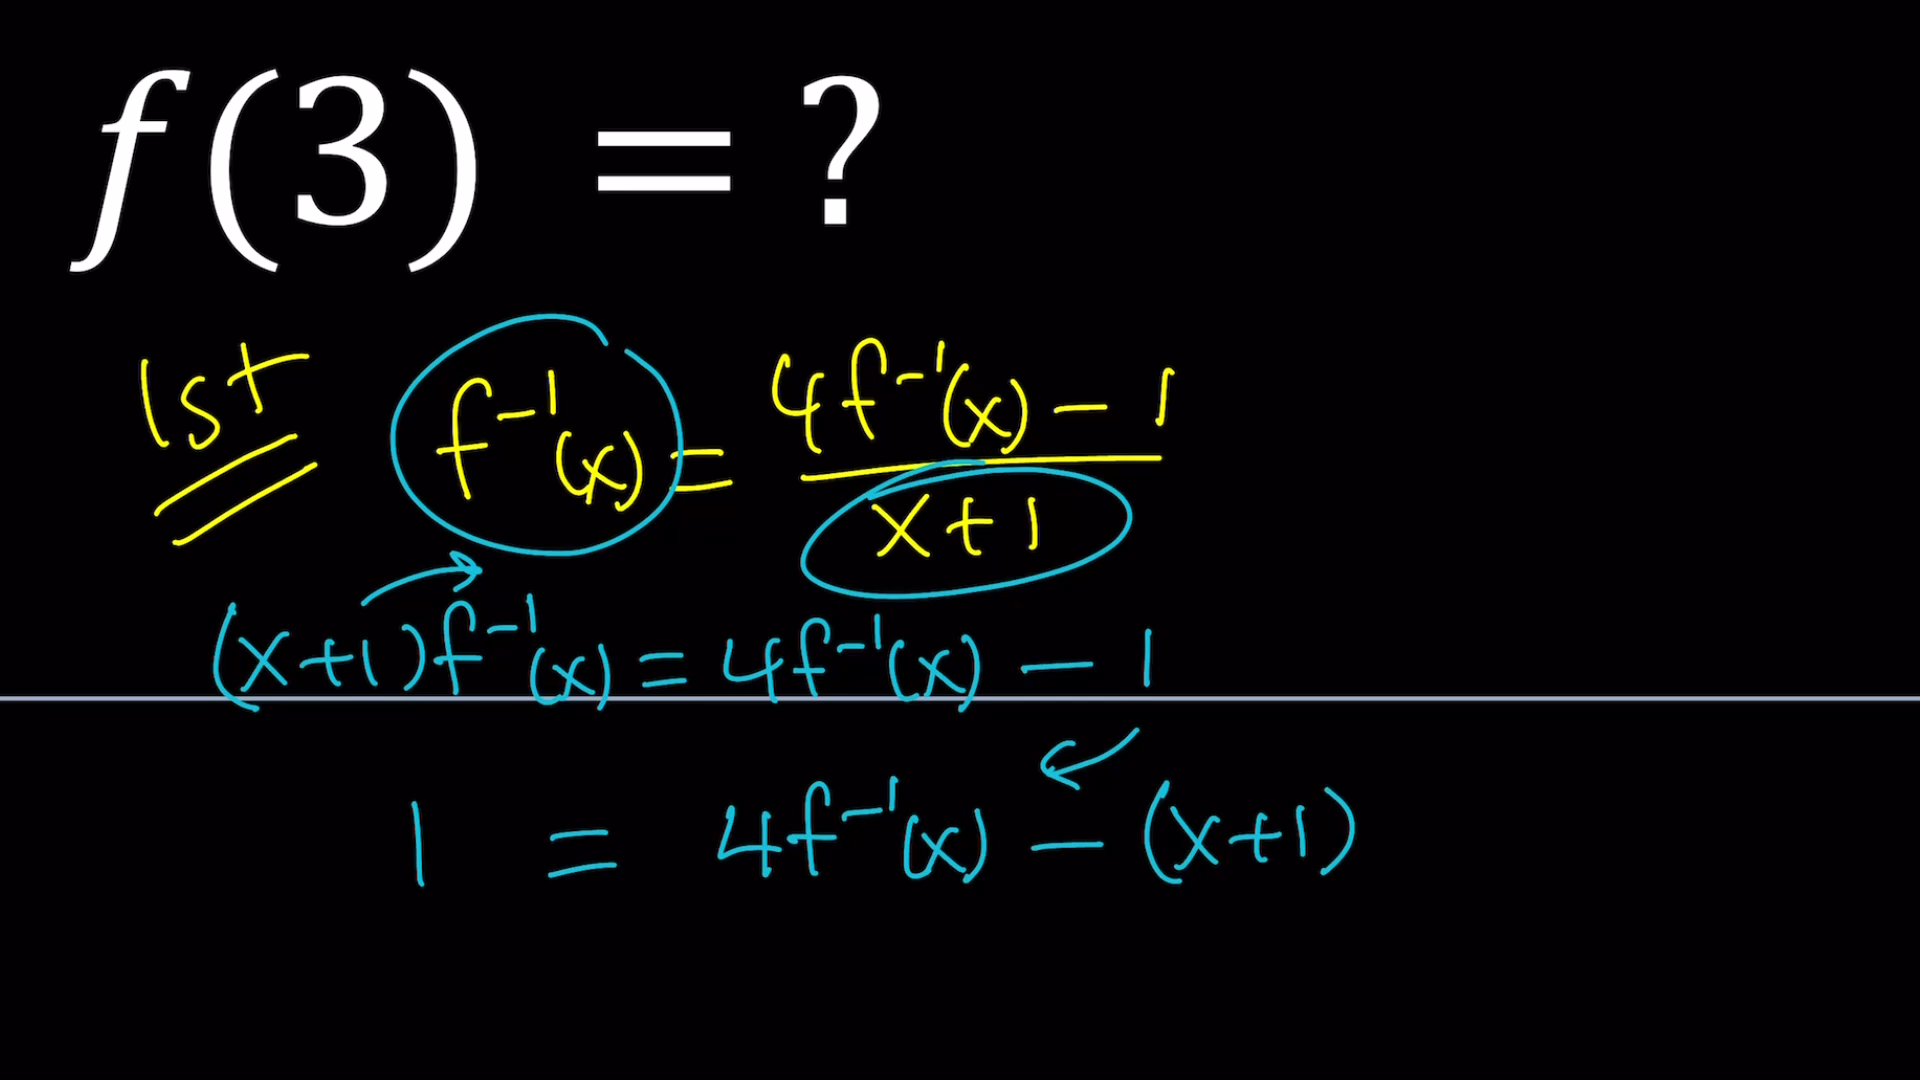 f(3) = ?
1st f⁻¹(x) = (4f⁻¹(x) − 1)/(x+1)
(x+1)f⁻¹(x) = 4f⁻¹(x) − 1
1 = 4f⁻¹(x) − (x+1)